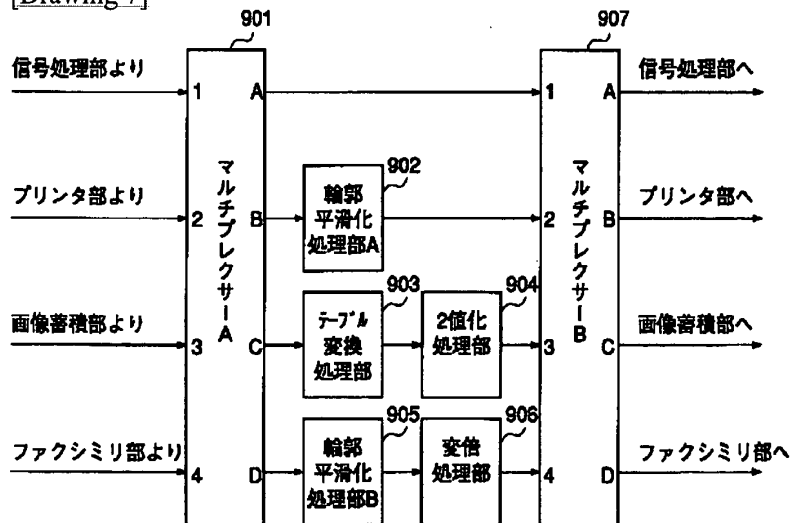 [Drawing 7]
901
907
信号処理部より
1
A
1
A
信号処理部へ
マルチプレクサーA
マルチプレクサーB
902
輪郭
平滑化
処理部A
プリンタ部より
2
B
2
B
プリンタ部へ
903
テーブル
変換
処理部
904
2値化
処理部
画像蓄積部より
3
C
3
C
画像蓄積部へ
905
輪郭
平滑化
処理部B
906
変倍
処理部
ファクシミリ部より
4
D
4
D
ファクシミリ部へ